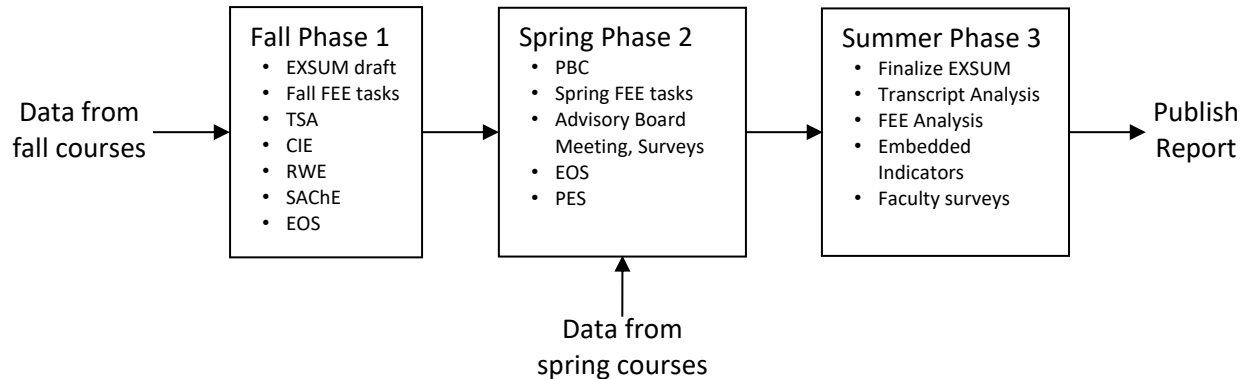 Data from
fall courses
Fall Phase 1
• EXSUM draft
• Fall FEE tasks
• TSA
• CIE
• RWE
• SAChE
• EOS
Spring Phase 2
• PBC
• Spring FEE tasks
• Advisory Board
Meeting, Surveys
• EOS
• PES
Data from
spring courses
Summer Phase 3
• Finalize EXSUM
• Transcript Analysis
• FEE Analysis
• Embedded
Indicators
• Faculty surveys
Publish
Report